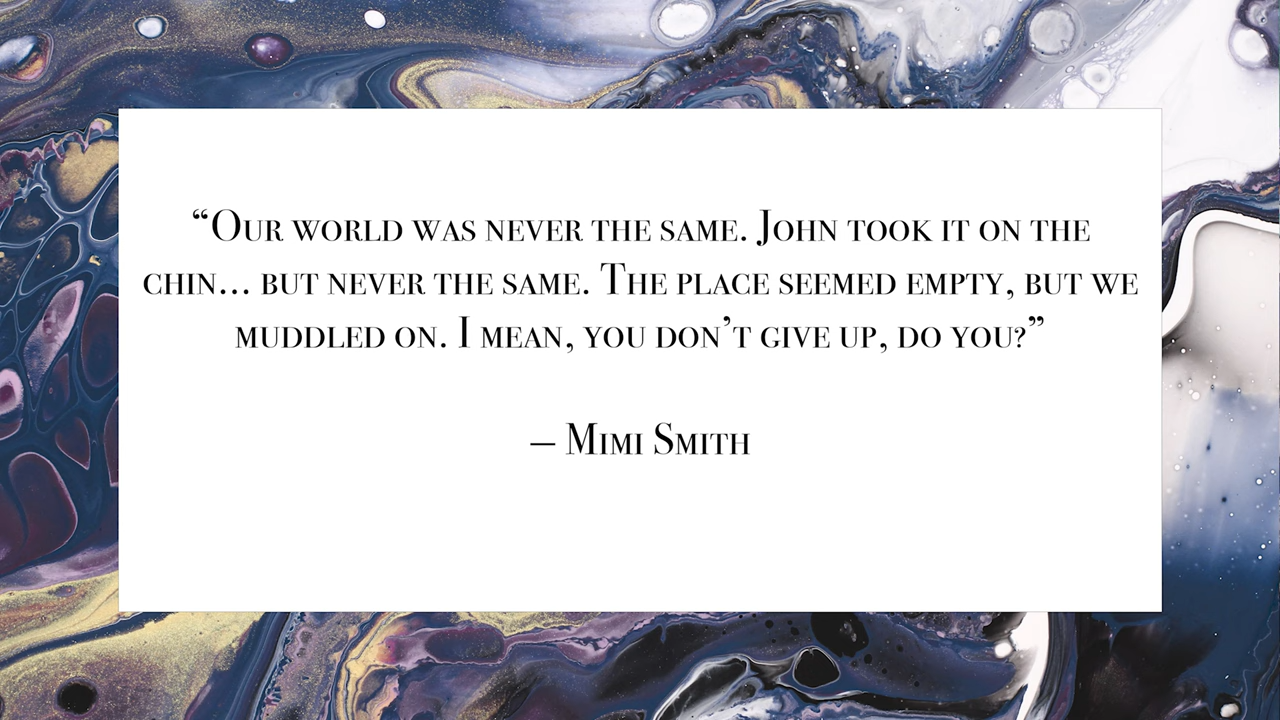 “Our world was never the same. John took it on the
chin... but never the same. The place seemed empty, but we
muddled on. I mean, you don’t give up, do you?”
– Mimi Smith